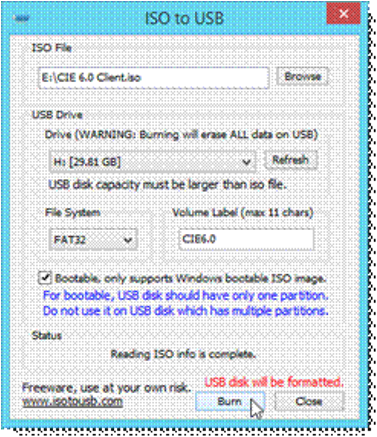 ISO to USB
ISO File
E:\CIE 6.0 Client.iso
Browse
USB Drive
Drive (WARNING: Burning will erase ALL data on USB)
H: [29.81 GB]
Refresh
USB disk capacity must be larger than iso file.
File System
Volume Label (max 11 chars)
FAT32
CIE6.0
Bootable, only supports Windows bootable ISO image.
For bootable, USB disk should have only one partition.
Do not use it on USB disk which has multiple partitions.
Status
Reading ISO info is complete.
USB disk will be formatted.
Freeware, use at your own risk.
www.isotousb.com
Burn
Close